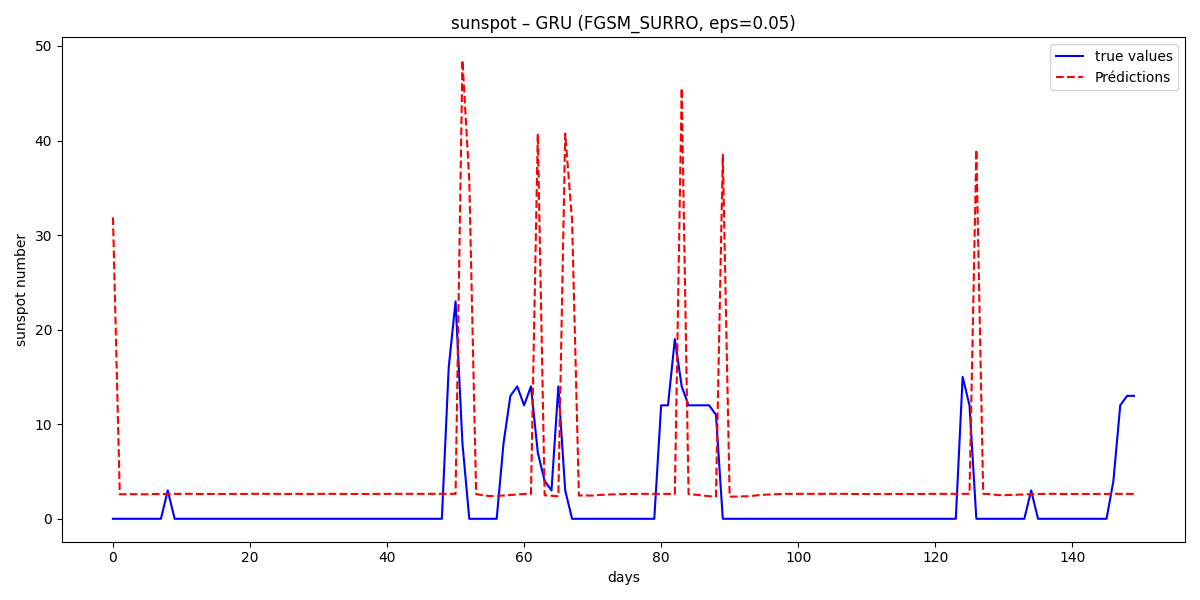 sunspot – GRU (FGSM_SURRO, eps=0.05)
true values
Prédictions
sunspot number
50
40
30
20
10
0
0 20 40 60 80 100 120 140
days